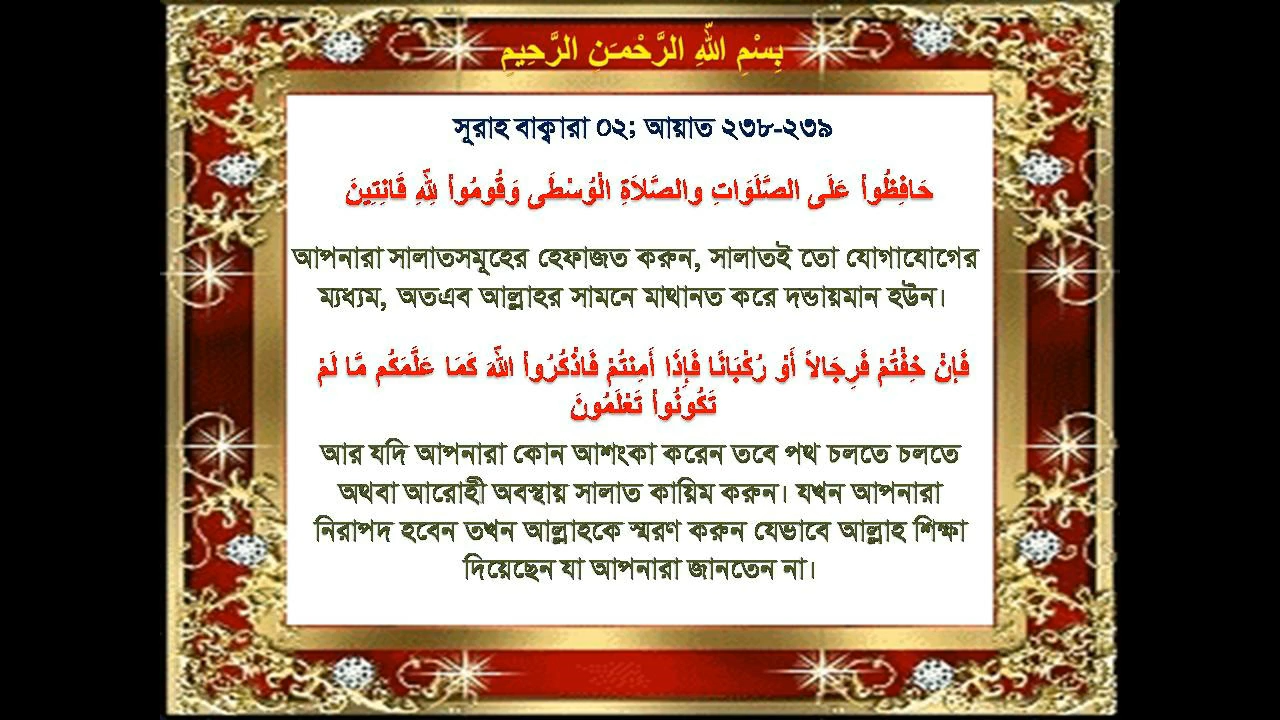 بِسْمِ اللّهِ الرَّحْمـَنِ الرَّحِيمِ
সূরাহ বাক্বারা ০২; আয়াত ২৩৮-২৩৯
حَافِظُواْ عَلَى الصَّلَوَاتِ والصَّلاَةِ الْوُسْطَى وَقُومُواْ لِلّهِ قَانِتِينَ
আপনারা সালাতসমূহের হেফাজত করুন, সালাতই তো যোগাযোগের
ম্যধ্যম, অতএব আল্লাহর সামনে মাথানত করে দন্ডায়মান হউন।
فَإنْ خِفْتُمْ فَرِجَالاً أَوْ رُكْبَانًا فَإِذَا أَمِنتُمْ فَاذْكُرُواْ اللّهَ كَمَا عَلَّمَكُم مَّا لَمْ
تَكُونُواْ تَعْلَمُونَ
আর যদি আপনারা কোন আশংকা করেন তবে পথ চলতে চলতে
অথবা আরোহী অবস্থায় সালাত কায়িম করুন। যখন আপনারা
নিরাপদ হবেন তখন আল্লাহকে স্মরণ করুন যেভাবে আল্লাহ শিক্ষা
দিয়েছেন যা আপনারা জানতেন না।